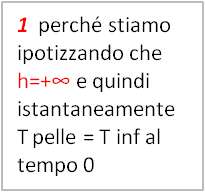 1 perché stiamo
ipotizzando che
h=+∞ e quindi
istantaneamente
T pelle = T inf al
tempo 0